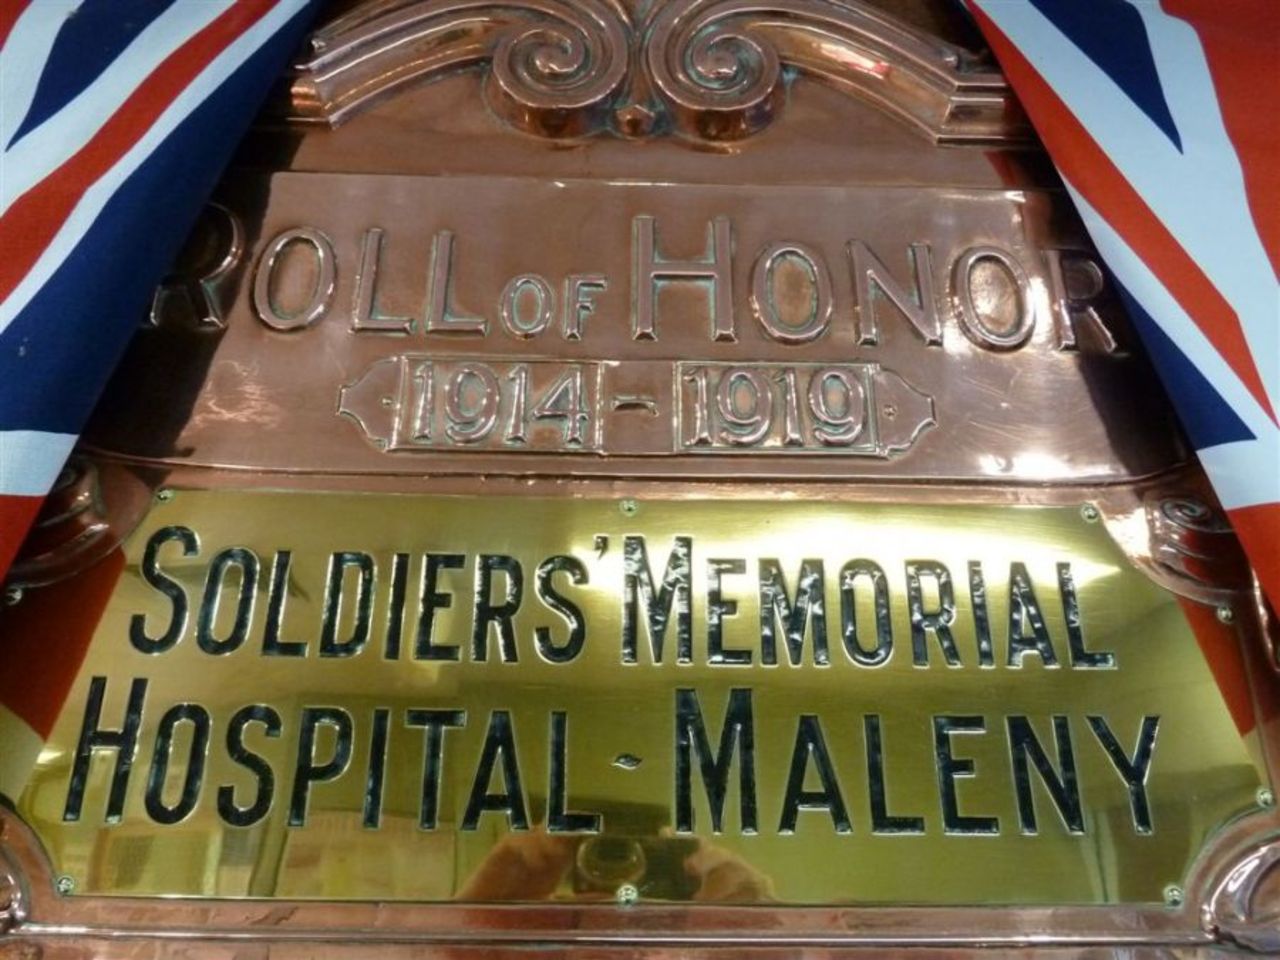 ROLL OF HONOR
1914-1919
SOLDIERS' MEMORIAL
HOSPITAL - MALENY